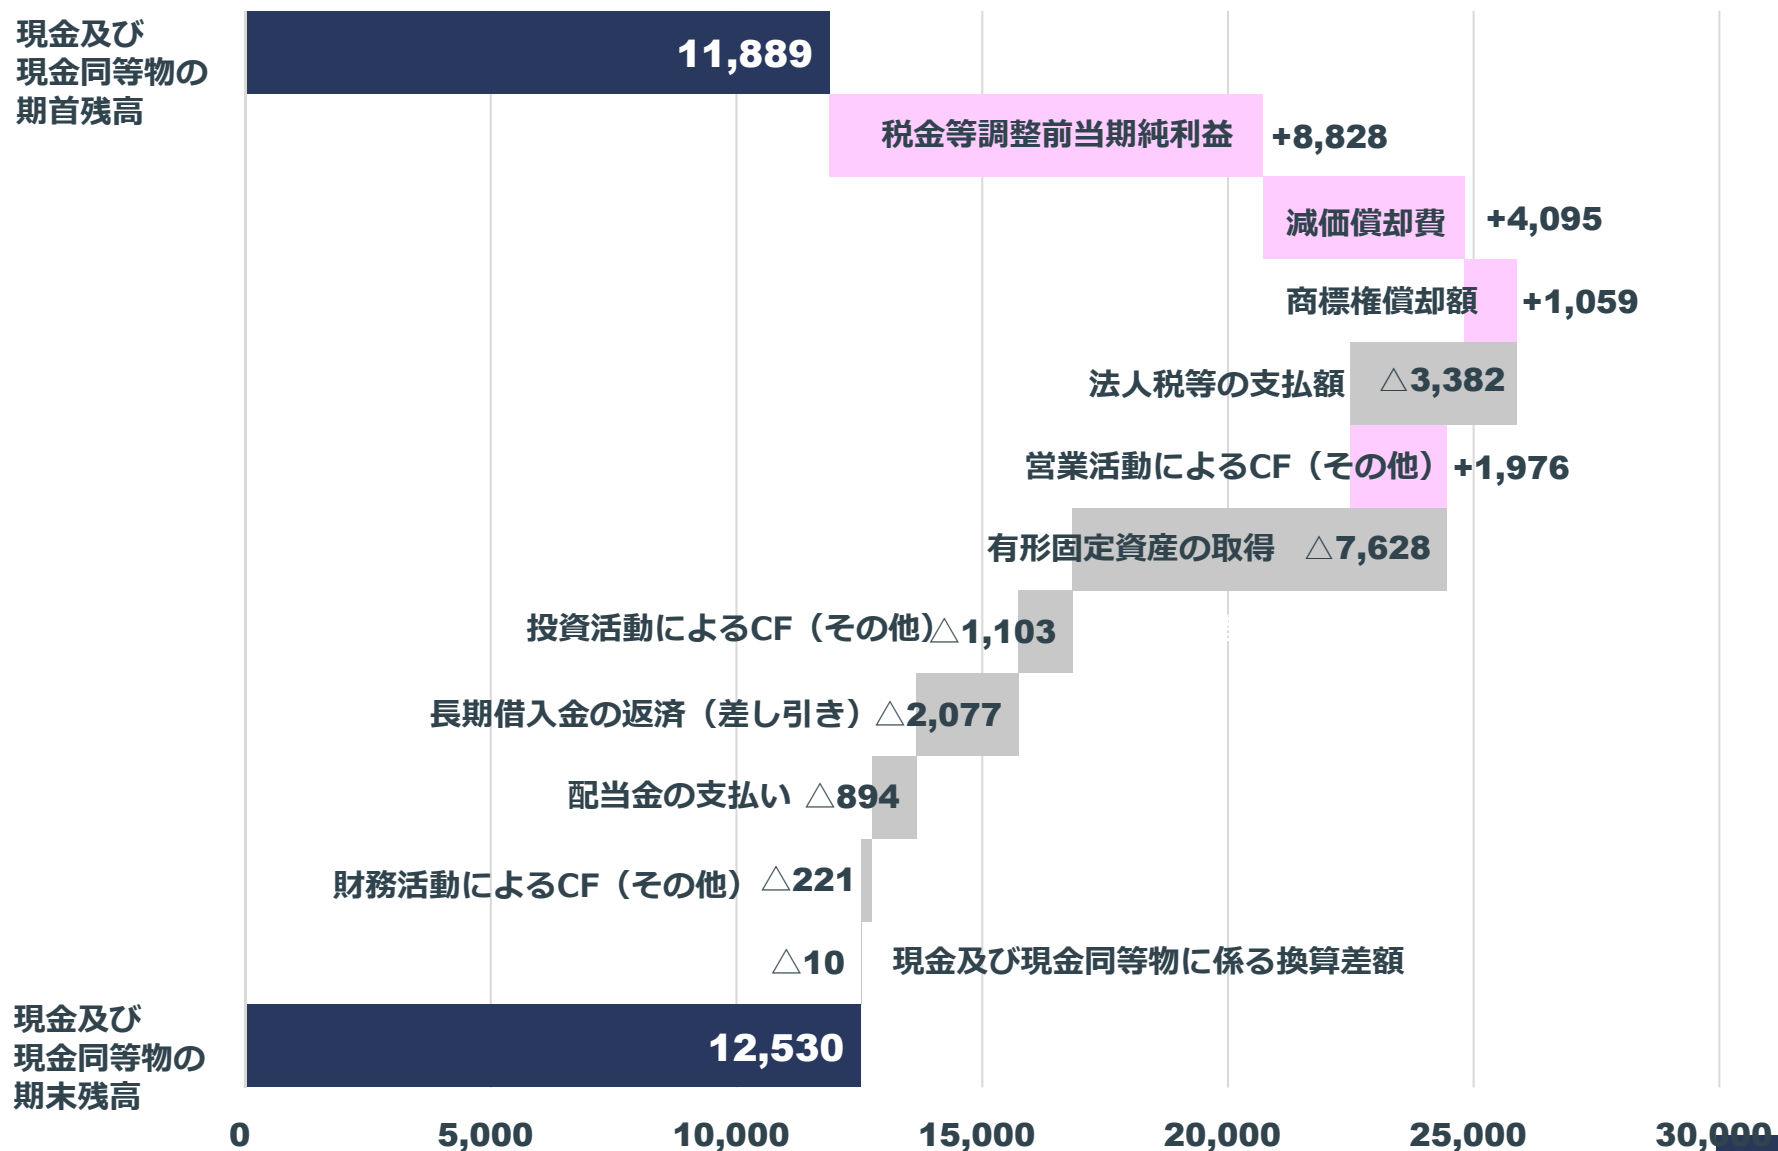 現金及び
現金同等物の
期首残高
11,889
税金等調整前当期純利益 +8,828
減価償却費 +4,095
商標権償却額 +1,059
法人税等の支払額 △3,382
営業活動によるCF（その他） +1,976
有形固定資産の取得 △7,628
投資活動によるCF（その他）△1,103
長期借入金の返済（差し引き）△2,077
配当金の支払い △894
財務活動によるCF（その他） △221
△10 現金及び現金同等物に係る換算差額
現金及び
現金同等物の
期末残高
12,530
0 5,000 10,000 15,000 20,000 25,000 30,000